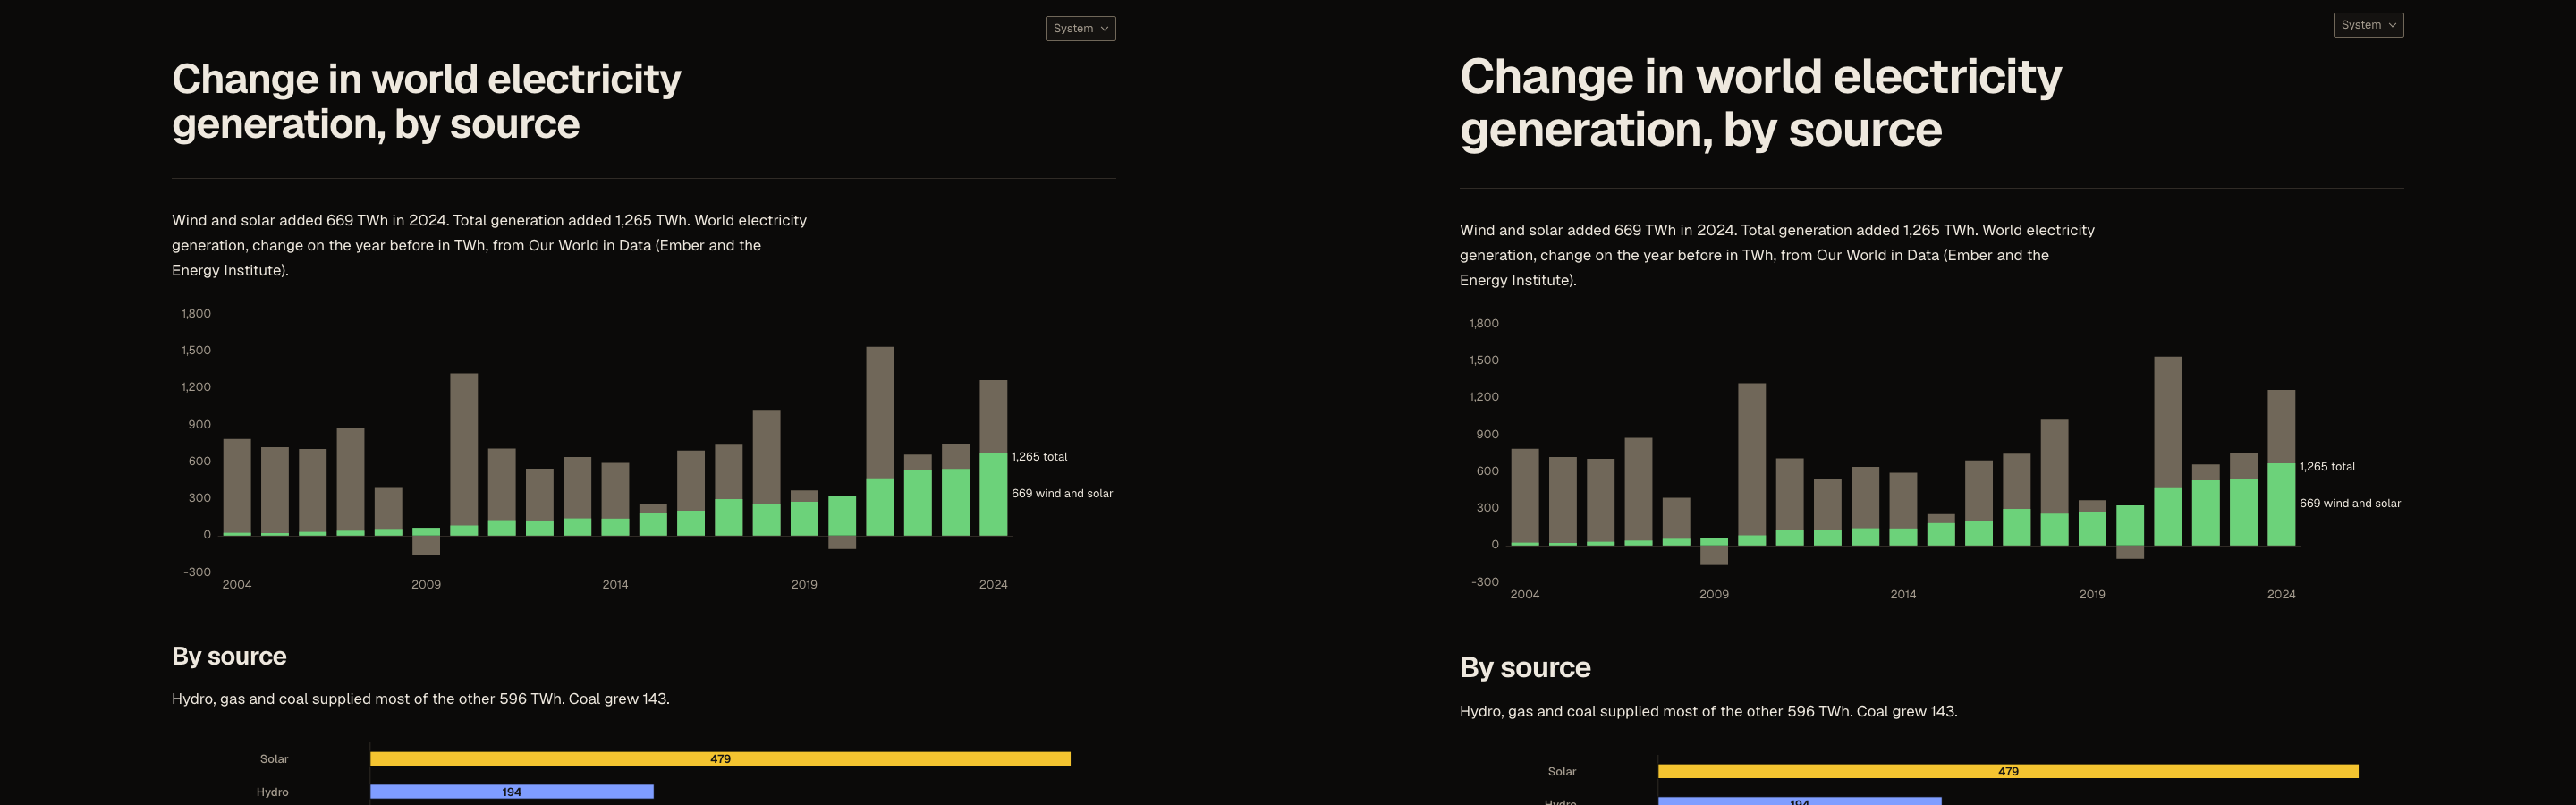 System
Change in world electricity
generation, by source
Wind and solar added 669 TWh in 2024. Total generation added 1,265 TWh. World electricity
generation, change on the year before in TWh, from Our World in Data (Ember and the
Energy Institute).
1,800
1,500
1,200
900
600
300
0
-300
1,265 total
669 wind and solar
2004 2009 2014 2019 2024
By source
Hydro, gas and coal supplied most of the other 596 TWh. Coal grew 143.
Solar 479
Hydro 194
System
Change in world electricity
generation, by source
Wind and solar added 669 TWh in 2024. Total generation added 1,265 TWh. World electricity
generation, change on the year before in TWh, from Our World in Data (Ember and the
Energy Institute).
1,800
1,500
1,200
900
600
300
0
-300
1,265 total
669 wind and solar
2004 2009 2014 2019 2024
By source
Hydro, gas and coal supplied most of the other 596 TWh. Coal grew 143.
Solar 479
Hydro 194